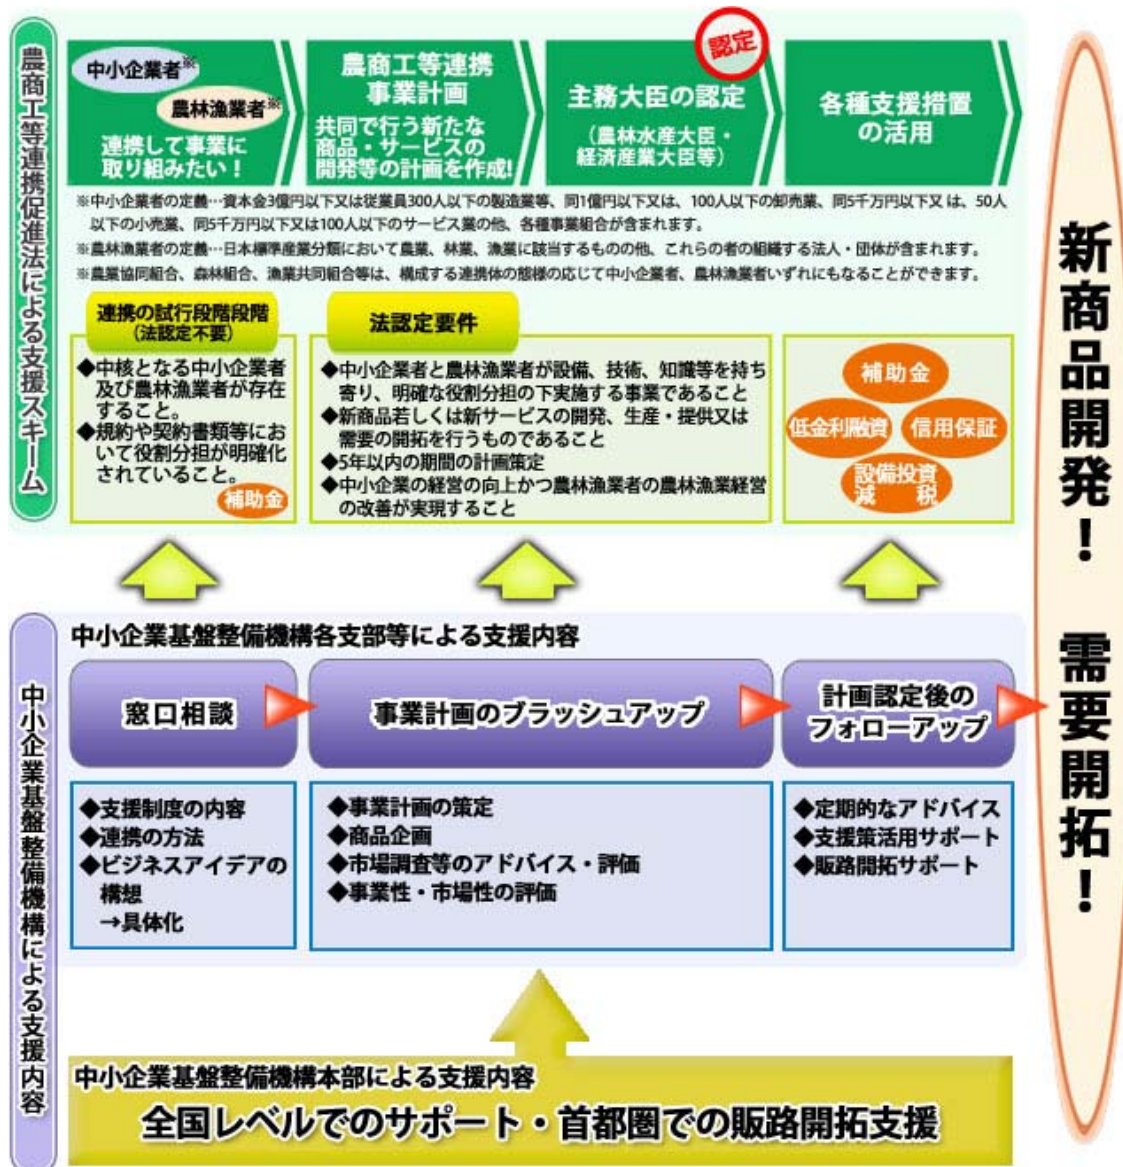 農商工等連携促進法による支援スキーム
中小企業者※
農林漁業者※
連携して事業に
取り組みたい！
農商工等連携
事業計画
共同で行う新たな
商品・サービスの
開発等の計画を作成!
認定
主務大臣の認定
（農林水産大臣・
経済産業大臣等）
各種支援措置
の活用
※中小企業者の定義…資本金3億円以下又は従業員300人以下の製造業等、同1億円以下又は、100人以下の卸売業、同5千万円以下又は、50人
以下の小売業、同5千万円以下又は100人以下のサービス業の他、各種事業組合が含まれます。
※農林漁業者の定義…日本標準産業分類において農業、林業、漁業に該当するものの他、これらの者の組織する法人・団体が含まれます。
※農業協同組合、森林組合、漁業共同組合等は、構成する連携体の態様の応じて中小企業者、農林漁業者いずれにもなることができます。
連携の試行段階段階
（法認定不要）
◆中核となる中小企業者
及び農林漁業者が存在
すること。
◆規約や契約書類等にお
いて役割分担が明確化
されていること。
補助金
法認定要件
◆中小企業者と農林漁業者が設備、技術、知識等を持ち
寄り、明確な役割分担の下実施する事業であること
◆新商品若しくは新サービスの開発、生産・提供又は
需要の開拓を行うものであること
◆5年以内の期間の計画策定
◆中小企業の経営の向上かつ農林漁業者の農林漁業経営
の改善が実現すること
補助金
低金利融資
信用保証
設備投資
減 税
中小企業基盤整備機構による支援内容
中小企業基盤整備機構各支部等による支援内容
窓口相談
事業計画のブラッシュアップ
計画認定後の
フォローアップ
◆支援制度の内容
◆連携の方法
◆ビジネスアイデアの
構想
→具体化
◆事業計画の策定
◆商品企画
◆市場調査等のアドバイス・評価
◆事業性・市場性の評価
◆定期的なアドバイス
◆支援策活用サポート
◆販路開拓サポート
中小企業基盤整備機構本部による支援内容
全国レベルでのサポート・首都圏での販路開拓支援
新商品開発！ 需要開拓！